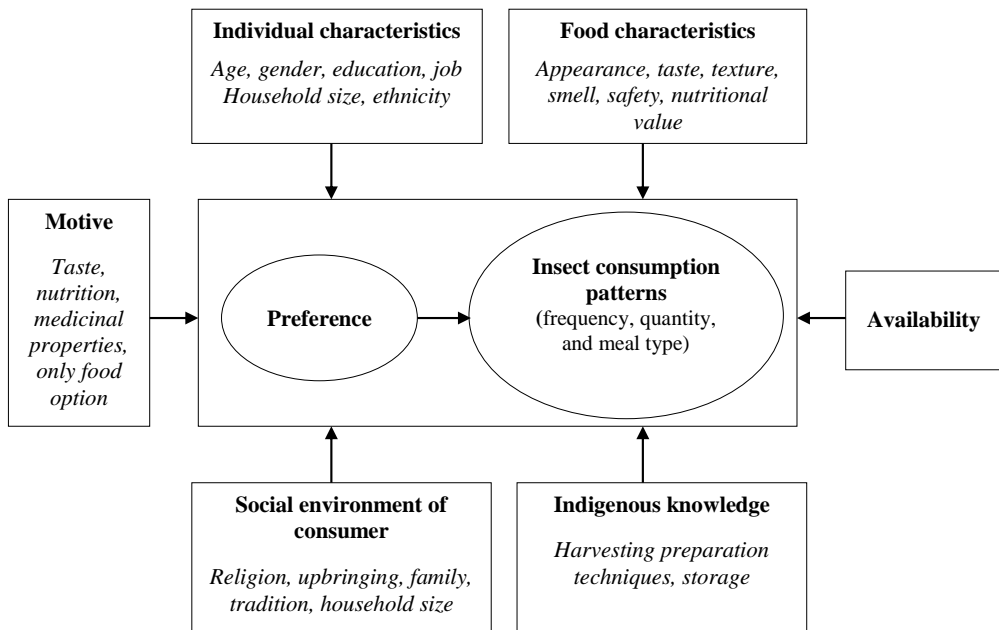 Individual characteristics
Age, gender, education, job
Household size, ethnicity
Food characteristics
Appearance, taste, texture,
smell, safety, nutritional
value
Motive
Taste,
nutrition,
medicinal
properties,
only food
option
Preference
Insect consumption
patterns
(frequency, quantity,
and meal type)
Availability
Social environment of
consumer
Religion, upbringing, family,
tradition, household size
Indigenous knowledge
Harvesting preparation
techniques, storage